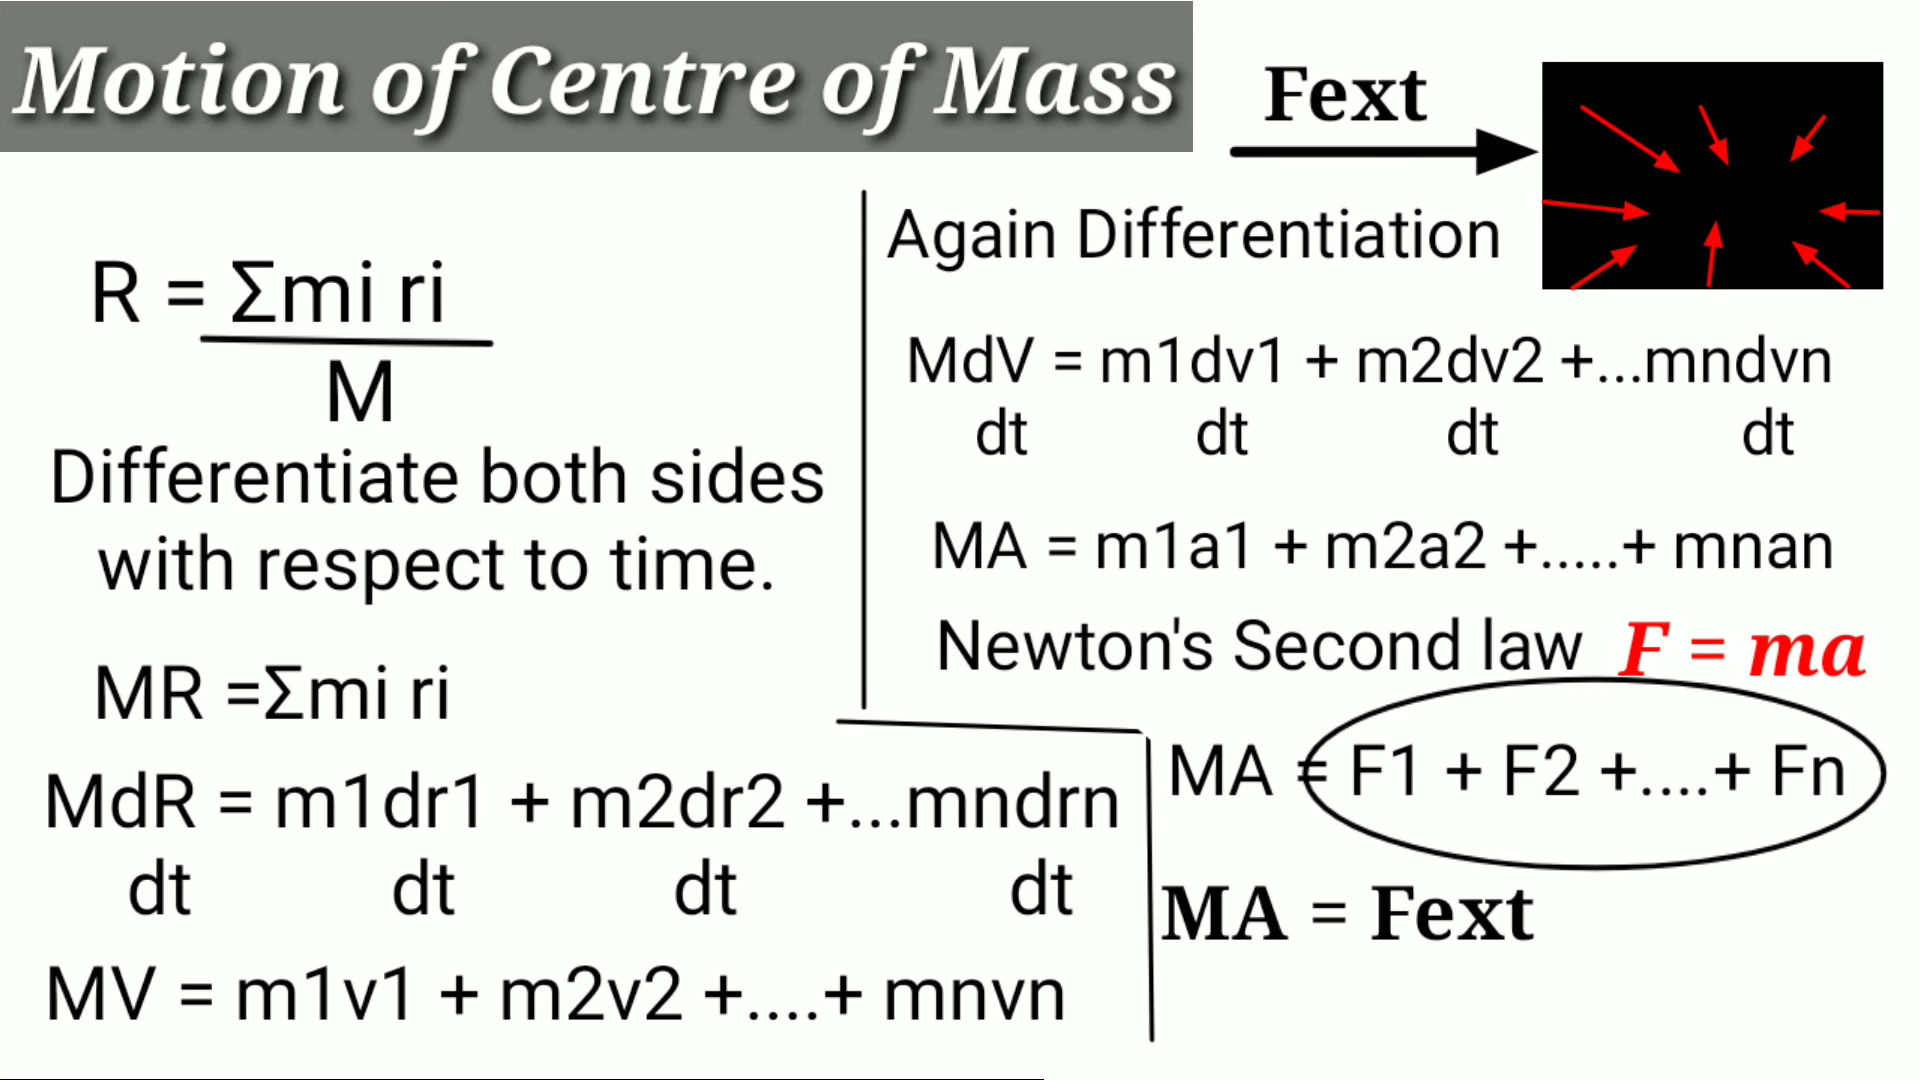 Motion of Centre of Mass
Fext
R = Σmi ri
M
Differentiate both sides
with respect to time.
MR =Σmi ri
MdR = m1dr1 + m2dr2 +...mndrn
dt dt dt dt
MV = m1v1 + m2v2 +....+ mnvn
Again Differentiation
MdV = m1dv1 + m2dv2 +...mndvn
dt dt dt dt
MA = m1a1 + m2a2 +.....+ mnan
Newton's Second law F = ma
MA = F1 + F2 +....+ Fn
MA = Fext